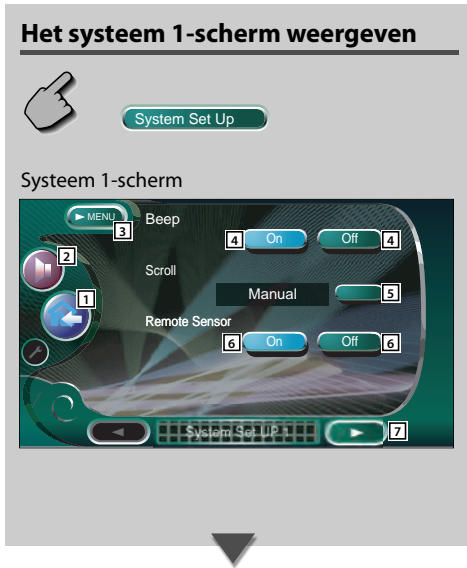 Het systeem 1-scherm weergeven
System Set Up
Systeem 1-scherm
► MENU
3
Beep
2
4 On Off 4
Scroll
1
Manual 5
Remote Sensor
6 On Off 6
System Set UP 1
7